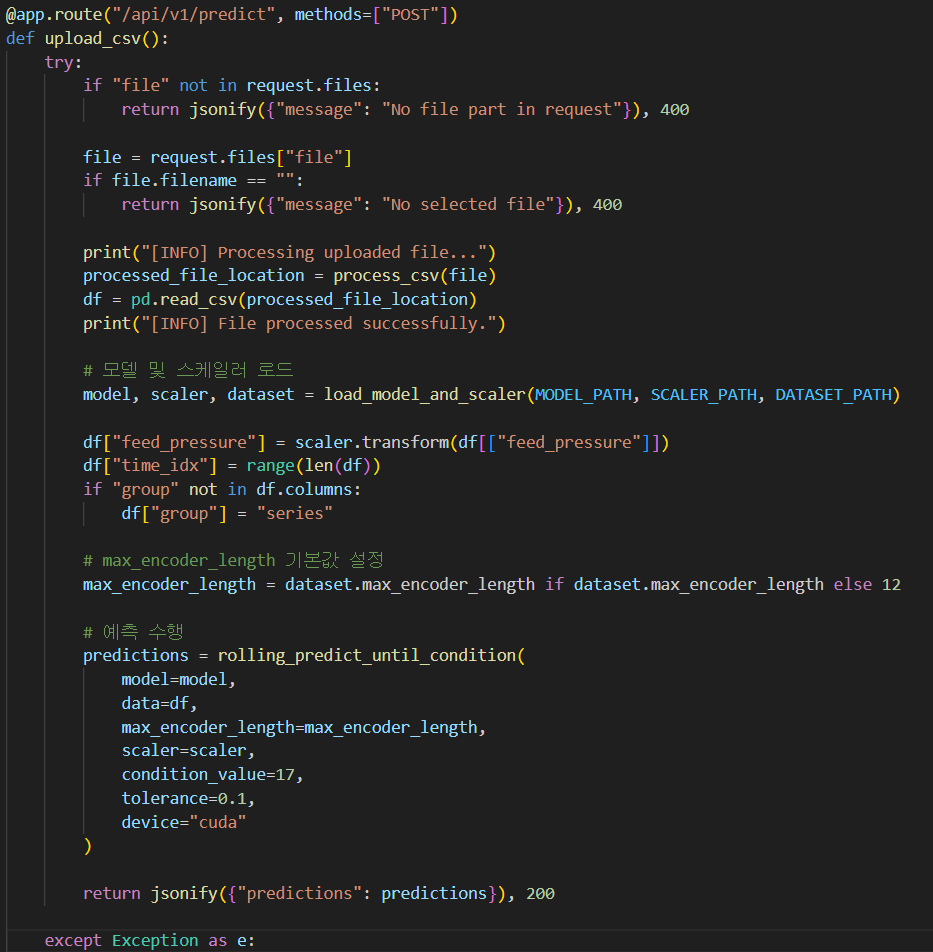 @app.route("/api/v1/predict", methods=["POST"])
def upload_csv():
    try:
        if "file" not in request.files:
            return jsonify({"message": "No file part in request"}), 400

        file = request.files["file"]
        if file.filename == "":
            return jsonify({"message": "No selected file"}), 400

        print("[INFO] Processing uploaded file...")
        processed_file_location = process_csv(file)
        df = pd.read_csv(processed_file_location)
        print("[INFO] File processed successfully.")

        # 모델 및 스케일러 로드
        model, scaler, dataset = load_model_and_scaler(MODEL_PATH, SCALER_PATH, DATASET_PATH)

        df["feed_pressure"] = scaler.transform(df[["feed_pressure"]])
        df["time_idx"] = range(len(df))
        if "group" not in df.columns:
            df["group"] = "series"

        # max_encoder_length 기본값 설정
        max_encoder_length = dataset.max_encoder_length if dataset.max_encoder_length else 12

        # 예측 수행
        predictions = rolling_predict_until_condition(
            model=model,
            data=df,
            max_encoder_length=max_encoder_length,
            scaler=scaler,
            condition_value=17,
            tolerance=0.1,
            device="cuda"
        )

        return jsonify({"predictions": predictions}), 200

    except Exception as e: